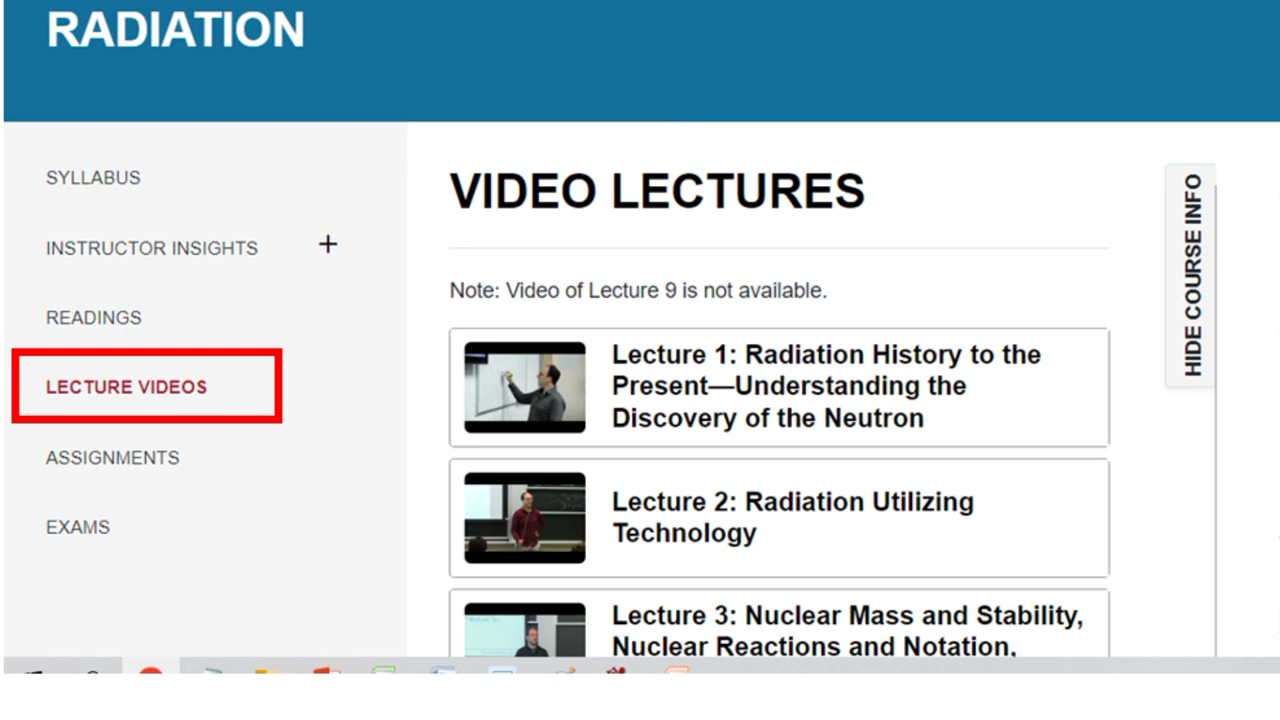 RADIATION
SYLLABUS
INSTRUCTOR INSIGHTS +
READINGS
LECTURE VIDEOS
ASSIGNMENTS
EXAMS
VIDEO LECTURES
Note: Video of Lecture 9 is not available.
Lecture 1: Radiation History to the
Present—Understanding the
Discovery of the Neutron
Lecture 2: Radiation Utilizing
Technology
Lecture 3: Nuclear Mass and Stability,
Nuclear Reactions and Notation,
HIDE COURSE INFO